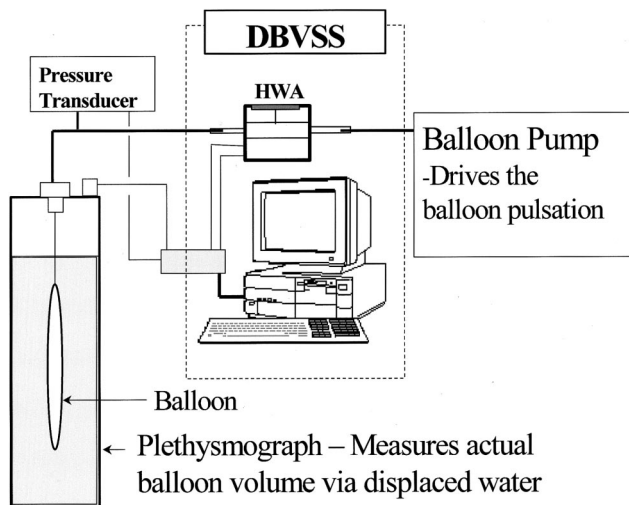 DBVSS
Pressure
Transducer
HWA
Balloon Pump
-Drives the
balloon pulsation
Balloon
Plethysmograph – Measures actual
balloon volume via displaced water